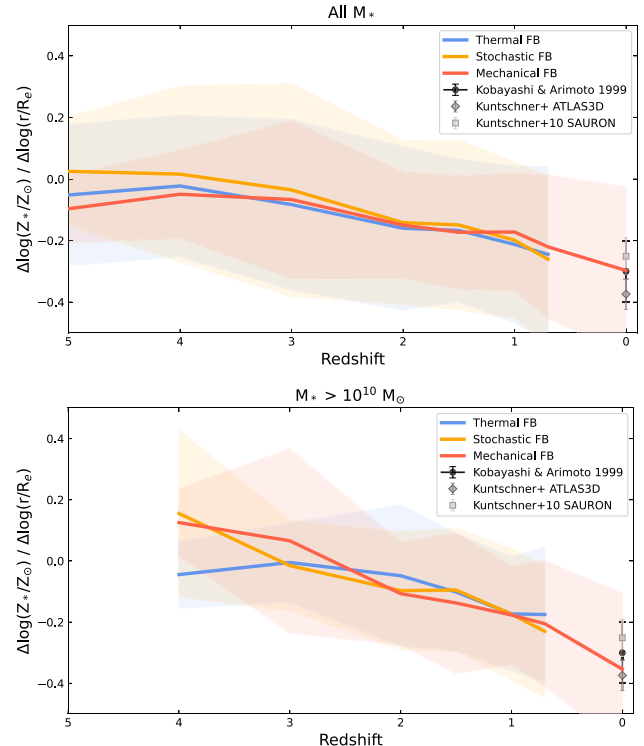 All M*
Δlog(Z*/Z⊙) / Δlog(r/Re)
0.4
0.2
0.0
−0.2
−0.4
Thermal FB
Stochastic FB
Mechanical FB
Kobayashi & Arimoto 1999
Kuntschner+ ATLAS3D
Kuntschner+10 SAURON
5 4 3 2 1 0
Redshift
M* > 10¹⁰ M⊙
Δlog(Z*/Z⊙) / Δlog(r/Re)
0.4
0.2
0.0
−0.2
−0.4
Thermal FB
Stochastic FB
Mechanical FB
Kobayashi & Arimoto 1999
Kuntschner+ ATLAS3D
Kuntschner+10 SAURON
5 4 3 2 1 0
Redshift